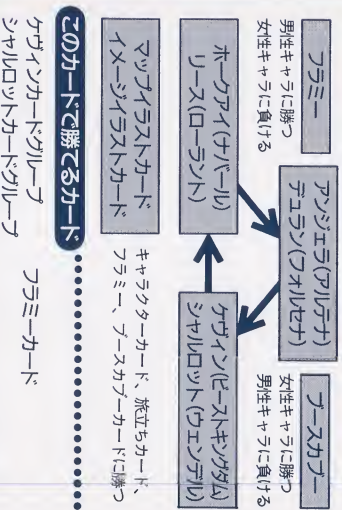 フラミー
男性キャラに勝つ
女性キャラに負ける
アンジェラ(アルテナ)
デュラン(フォルセナ)
ブースカブー
女性キャラに勝つ
男性キャラに負ける
ホークアイ(ナバール)
リース(ローラント)
ケヴィン(ビーストキングダム)
シャルロット(ウェンデル)
マップイラストカード
イメージイラストカード
キャラクターカード、旅立ちカード、
フラミー、ブースカブーカードに勝つ
このカードで勝てるカード
ケヴィンカードグループ
シャルロットカードグループ
フラミーカード